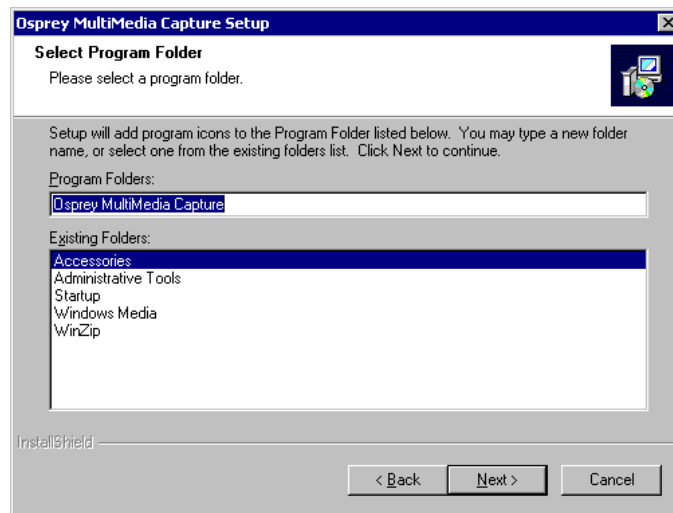 Osprey MultiMedia Capture Setup
Select Program Folder
Please select a program folder.
Setup will add program icons to the Program Folder listed below. You may type a new folder
name, or select one from the existing folders list. Click Next to continue.
Program Folders:
Osprey MultiMedia Capture
Existing Folders:
Accessories
Administrative Tools
Startup
Windows Media
WinZip
InstallShield
< Back Next > Cancel